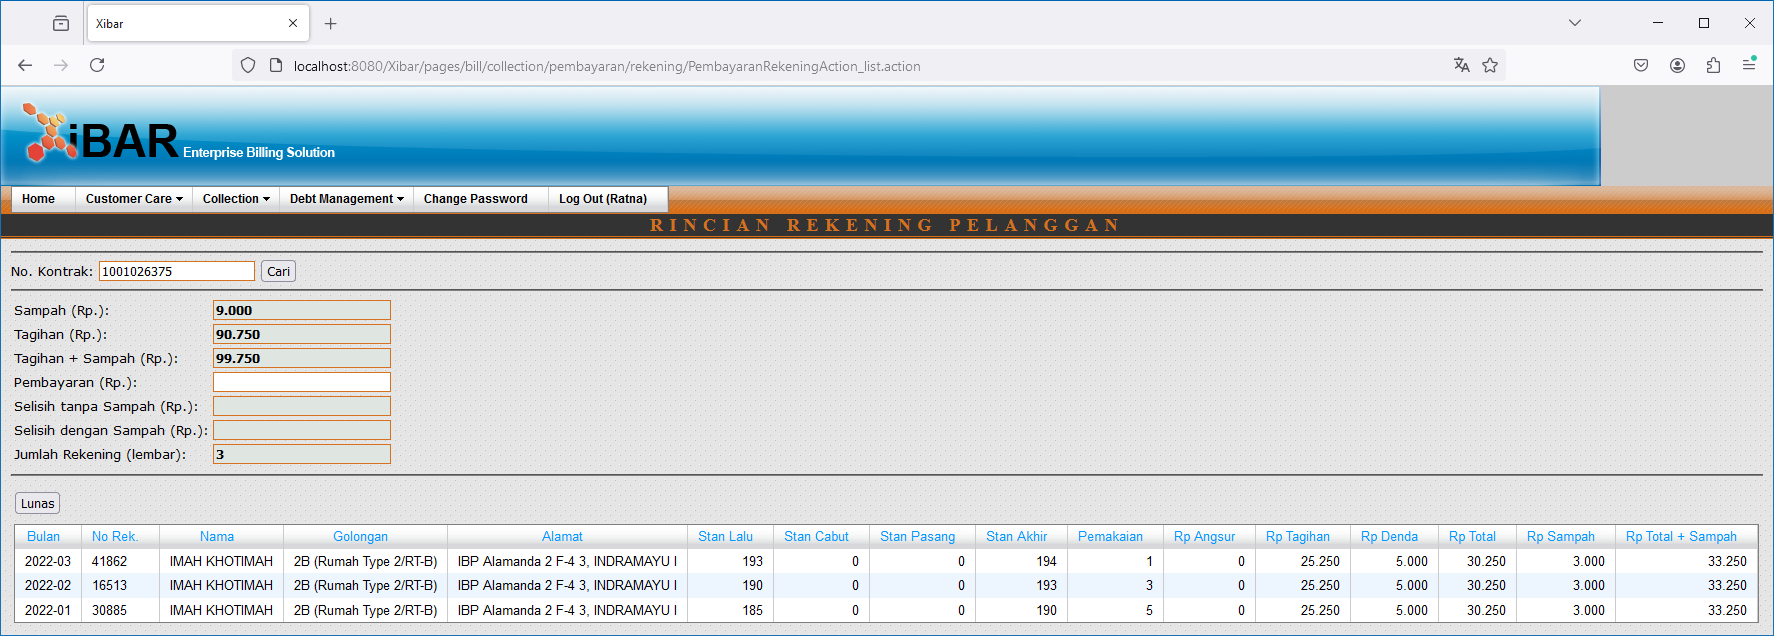 Xibar
localhost:8080/Xibar/pages/bill/collection/pembayaran/rekening/PembayaranRekeningAction_list.action
iBAR Enterprise Billing Solution
Home Customer Care Collection Debt Management Change Password Log Out (Ratna)
RINCIAN REKENING PELANGGAN
No. Kontrak: 1001026375 Cari
Sampah (Rp.): 9.000
Tagihan (Rp.): 90.750
Tagihan + Sampah (Rp.): 99.750
Pembayaran (Rp.):
Selisih tanpa Sampah (Rp.):
Selisih dengan Sampah (Rp.):
Jumlah Rekening (lembar): 3
Lunas
Bulan No Rek. Nama Golongan Alamat Stan Lalu Stan Cabut Stan Pasang Stan Akhir Pemakaian Rp Angsur Rp Tagihan Rp Denda Rp Total Rp Sampah Rp Total + Sampah
2022-03 41862 IMAH KHOTIMAH 2B (Rumah Type 2/RT-B) IBP Alamanda 2 F-4 3, INDRAMAYU I 193 0 0 194 1 0 25.250 5.000 30.250 3.000 33.250
2022-02 16513 IMAH KHOTIMAH 2B (Rumah Type 2/RT-B) IBP Alamanda 2 F-4 3, INDRAMAYU I 190 0 0 193 3 0 25.250 5.000 30.250 3.000 33.250
2022-01 30885 IMAH KHOTIMAH 2B (Rumah Type 2/RT-B) IBP Alamanda 2 F-4 3, INDRAMAYU I 185 0 0 190 5 0 25.250 5.000 30.250 3.000 33.250